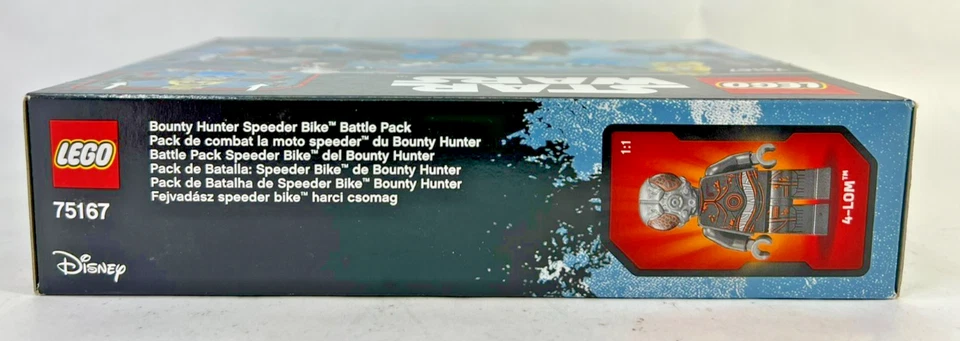 STAR
WARS
LEGO
LEGO
75167
Disney
Bounty Hunter Speeder Bike™ Battle Pack
Pack de combat la moto speeder™ du Bounty Hunter
Battle Pack Speeder Bike™ del Bounty Hunter
Pack de Batalla: Speeder Bike™ de Bounty Hunter
Pack de Batalha de Speeder Bike™ Bounty Hunter
Fejvadász speeder bike™ harci csomag
1:1
4-LOM™